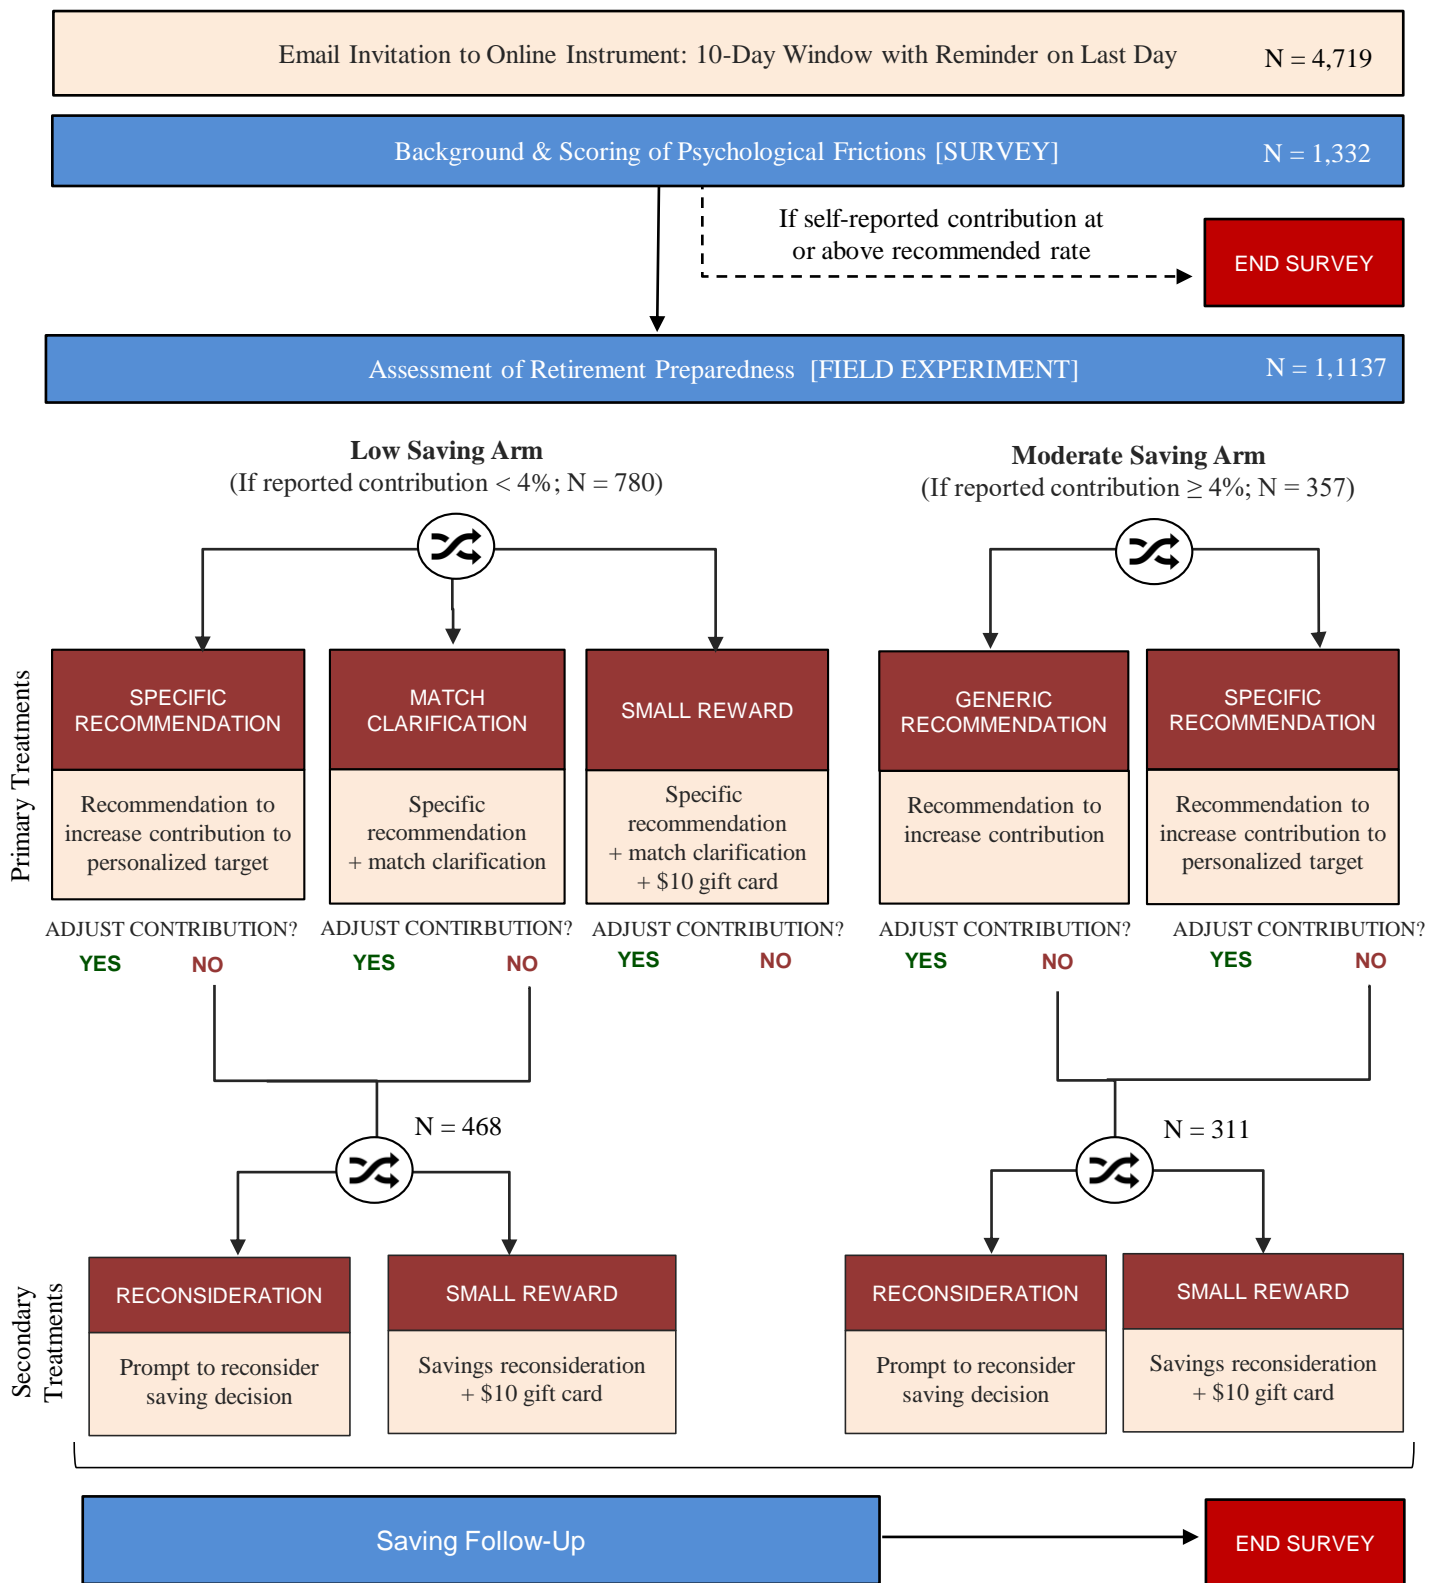 Email Invitation to Online Instrument: 10-Day Window with Reminder on Last Day N = 4,719
Background & Scoring of Psychological Frictions [SURVEY] N = 1,332
If self-reported contribution at
or above recommended rate
END SURVEY
Assessment of Retirement Preparedness [FIELD EXPERIMENT] N = 1,1137
Low Saving Arm
(If reported contribution < 4%; N = 780)
Moderate Saving Arm
(If reported contribution ≥ 4%; N = 357)
Primary Treatments
SPECIFIC
RECOMMENDATION
Recommendation to
increase contribution to
personalized target
MATCH
CLARIFICATION
Specific
recommendation
+ match clarification
SMALL REWARD
Specific
recommendation
+ match clarification
+ $10 gift card
GENERIC
RECOMMENDATION
Recommendation to
increase contribution
SPECIFIC
RECOMMENDATION
Recommendation to
increase contribution to
personalized target
ADJUST CONTRIBUTION?
YES NO
ADJUST CONTIRBUTION?
YES NO
ADJUST CONTRIBUTION?
YES NO
ADJUST CONTRIBUTION?
YES NO
ADJUST CONTRIBUTION?
YES NO
N = 468
N = 311
Secondary
Treatments
RECONSIDERATION
Prompt to reconsider
saving decision
SMALL REWARD
Savings reconsideration
+ $10 gift card
RECONSIDERATION
Prompt to reconsider
saving decision
SMALL REWARD
Savings reconsideration
+ $10 gift card
Saving Follow-Up
END SURVEY